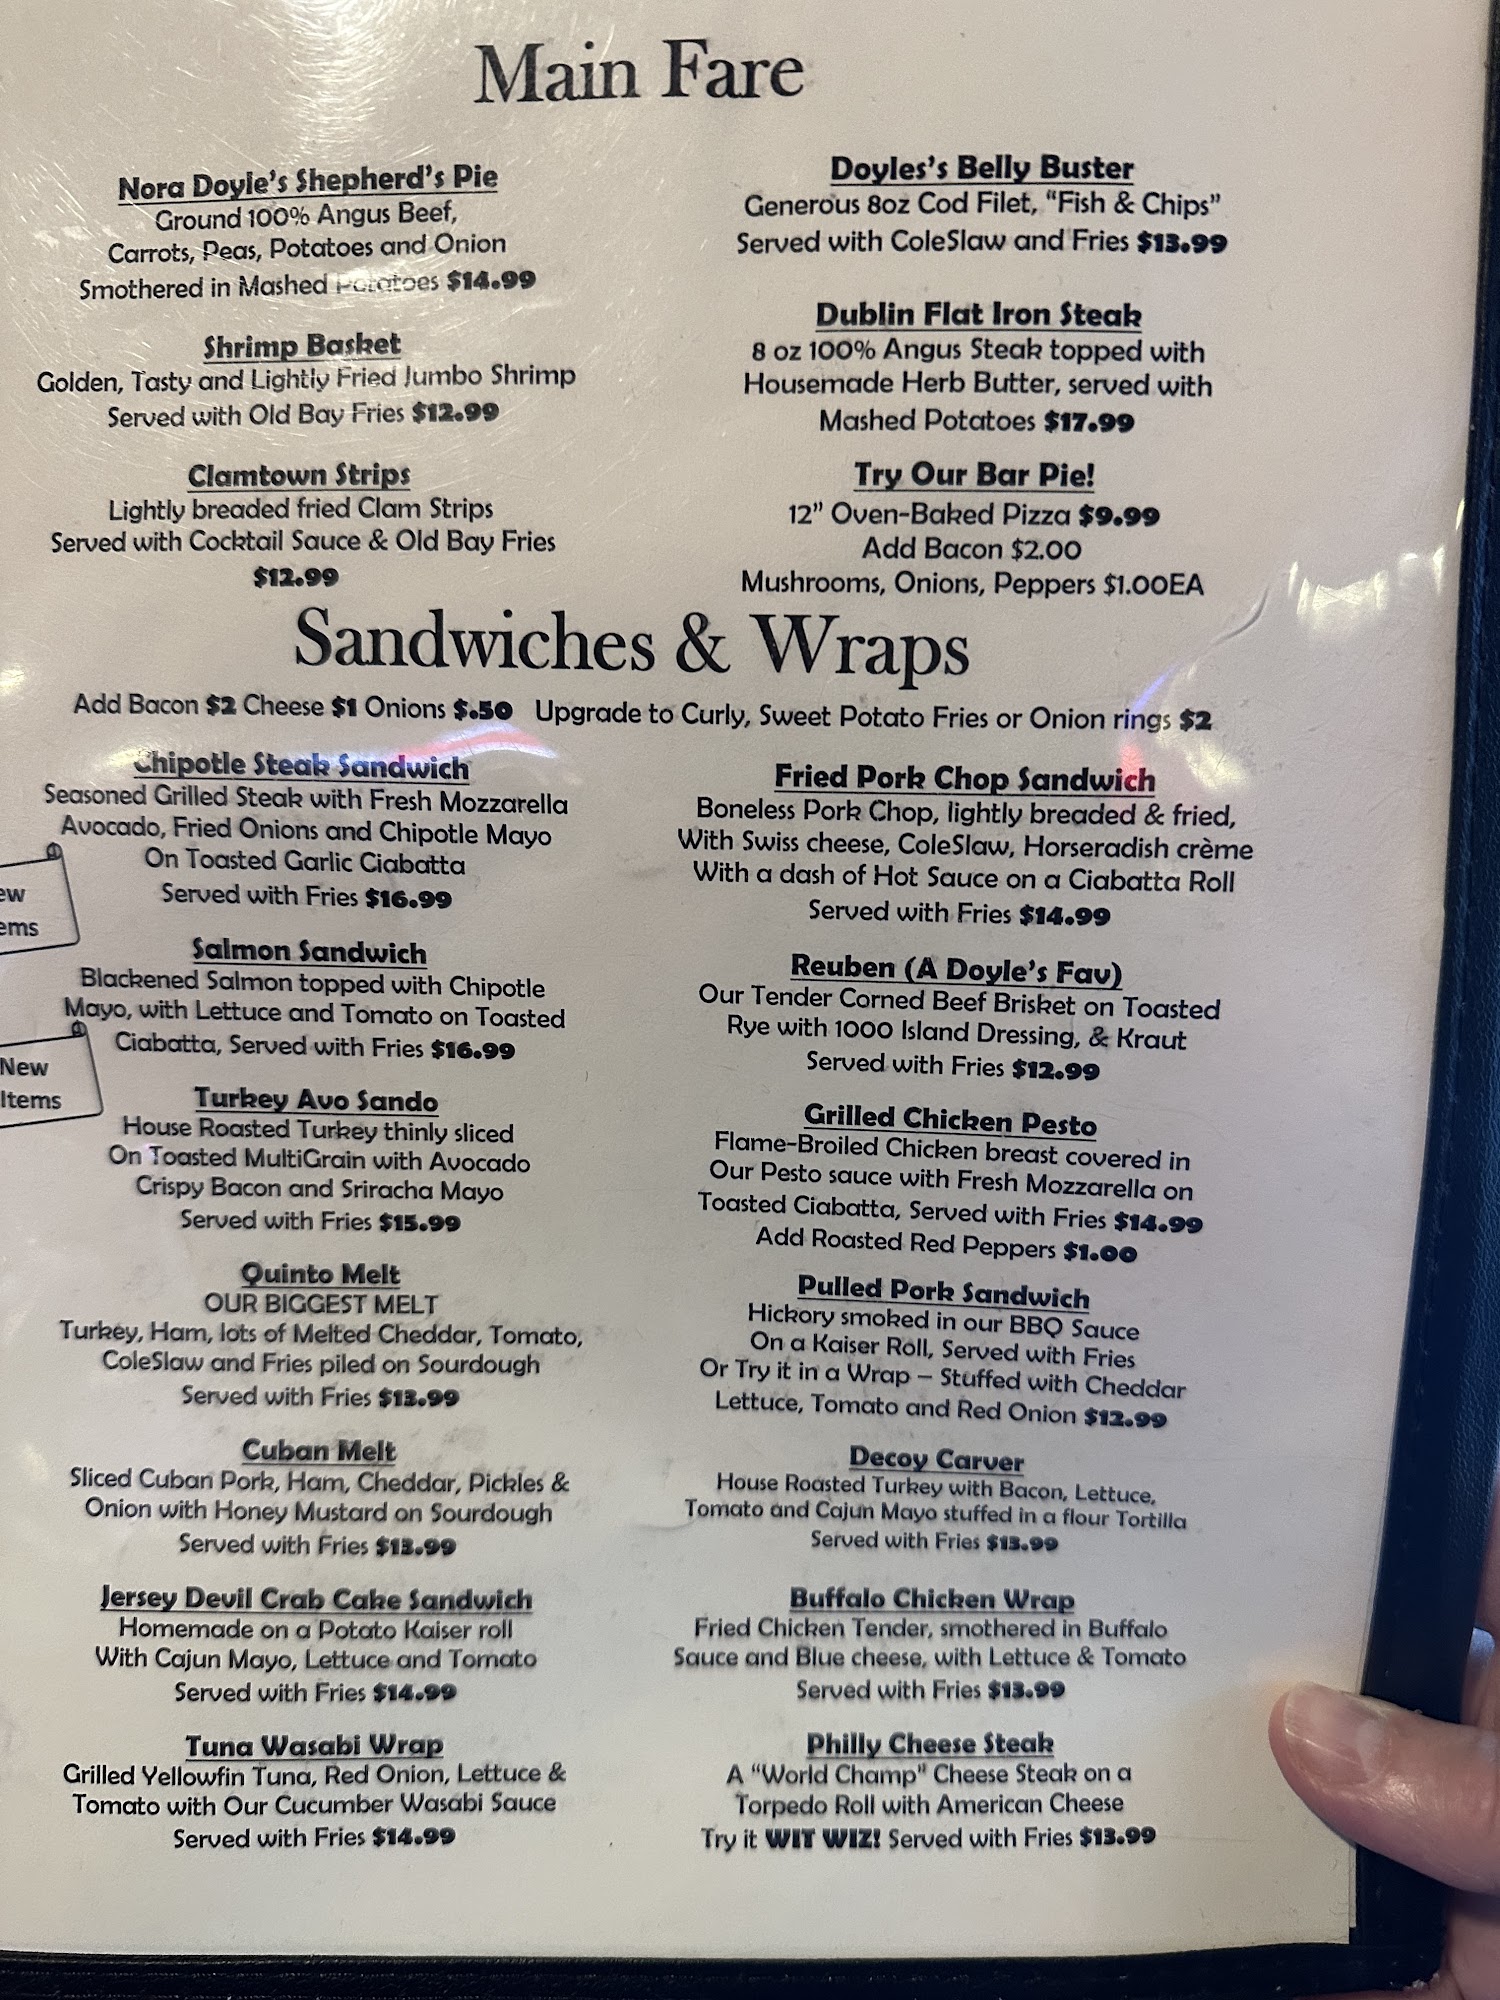 Main Fare
Nora Doyle's Shepherd's Pie
Ground 100% Angus Beef,
Carrots, Peas, Potatoes and Onion
Smothered in Mashed Potatoes $14.99
Shrimp Basket
Golden, Tasty and Lightly Fried Jumbo Shrimp
Served with Old Bay Fries $12.99
Clamtown Strips
Lightly breaded fried Clam Strips
Served with Cocktail Sauce & Old Bay Fries
$12.99
Doyles's Belly Buster
Generous 8oz Cod Filet, "Fish & Chips"
Served with ColeSlaw and Fries $13.99
Dublin Flat Iron Steak
8 oz 100% Angus Steak topped with
Housemade Herb Butter, served with
Mashed Potatoes $17.99
Try Our Bar Pie!
12" Oven-Baked Pizza $9.99
Add Bacon $2.00
Mushrooms, Onions, Peppers $1.00EA
Sandwiches & Wraps
Add Bacon $2 Cheese $1 Onions $.50 Upgrade to Curly, Sweet Potato Fries or Onion rings $2
Chipotle Steak Sandwich
Seasoned Grilled Steak with Fresh Mozzarella
Avocado, Fried Onions and Chipotle Mayo
On Toasted Garlic Ciabatta
Served with Fries $16.99
ew
ems
Salmon Sandwich
Blackened Salmon topped with Chipotle
Mayo, with Lettuce and Tomato on Toasted
Ciabatta, Served with Fries $16.99
New
Items
Turkey Avo Sando
House Roasted Turkey thinly sliced
On Toasted MultiGrain with Avocado
Crispy Bacon and Sriracha Mayo
Served with Fries $15.99
Quinto Melt
OUR BIGGEST MELT
Turkey, Ham, lots of Melted Cheddar, Tomato,
ColeSlaw and Fries piled on Sourdough
Served with Fries $13.99
Cuban Melt
Sliced Cuban Pork, Ham, Cheddar, Pickles &
Onion with Honey Mustard on Sourdough
Served with Fries $13.99
Jersey Devil Crab Cake Sandwich
Homemade on a Potato Kaiser roll
With Cajun Mayo, Lettuce and Tomato
Served with Fries $14.99
Tuna Wasabi Wrap
Grilled Yellowfin Tuna, Red Onion, Lettuce &
Tomato with Our Cucumber Wasabi Sauce
Served with Fries $14.99
Fried Pork Chop Sandwich
Boneless Pork Chop, lightly breaded & fried,
With Swiss cheese, ColeSlaw, Horseradish crème
With a dash of Hot Sauce on a Ciabatta Roll
Served with Fries $14.99
Reuben (A Doyle's Fav)
Our Tender Corned Beef Brisket on Toasted
Rye with 1000 Island Dressing, & Kraut
Served with Fries $12.99
Grilled Chicken Pesto
Flame-Broiled Chicken breast covered in
Our Pesto sauce with Fresh Mozzarella on
Toasted Ciabatta, Served with Fries $14.99
Add Roasted Red Peppers $1.00
Pulled Pork Sandwich
Hickory smoked in our BBQ Sauce
On a Kaiser Roll, Served with Fries
Or Try it in a Wrap – Stuffed with Cheddar
Lettuce, Tomato and Red Onion $12.99
Decoy Carver
House Roasted Turkey with Bacon, Lettuce,
Tomato and Cajun Mayo stuffed in a flour Tortilla
Served with Fries $13.99
Buffalo Chicken Wrap
Fried Chicken Tender, smothered in Buffalo
Sauce and Blue cheese, with Lettuce & Tomato
Served with Fries $13.99
Philly Cheese Steak
A "World Champ" Cheese Steak on a
Torpedo Roll with American Cheese
Try it WIT WIZ! Served with Fries $13.99